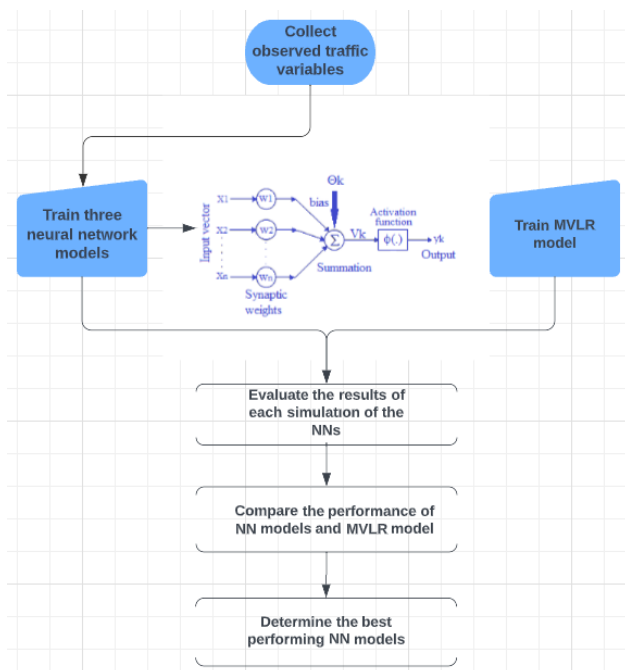 Collect
observed traffic
variables
Train three
neural network
models
Input vector
X1
X2
Xn
W1
W2
Wn
Synaptic
weights
Θk
bias
Σ
Summation
Vk
Activation
function
ϕ(.)
yk
Output
Train MVLR
model
Evaluate the results of
each simulation of the
NNs
Compare the performance of
NN models and MVLR model
Determine the best
performing NN models